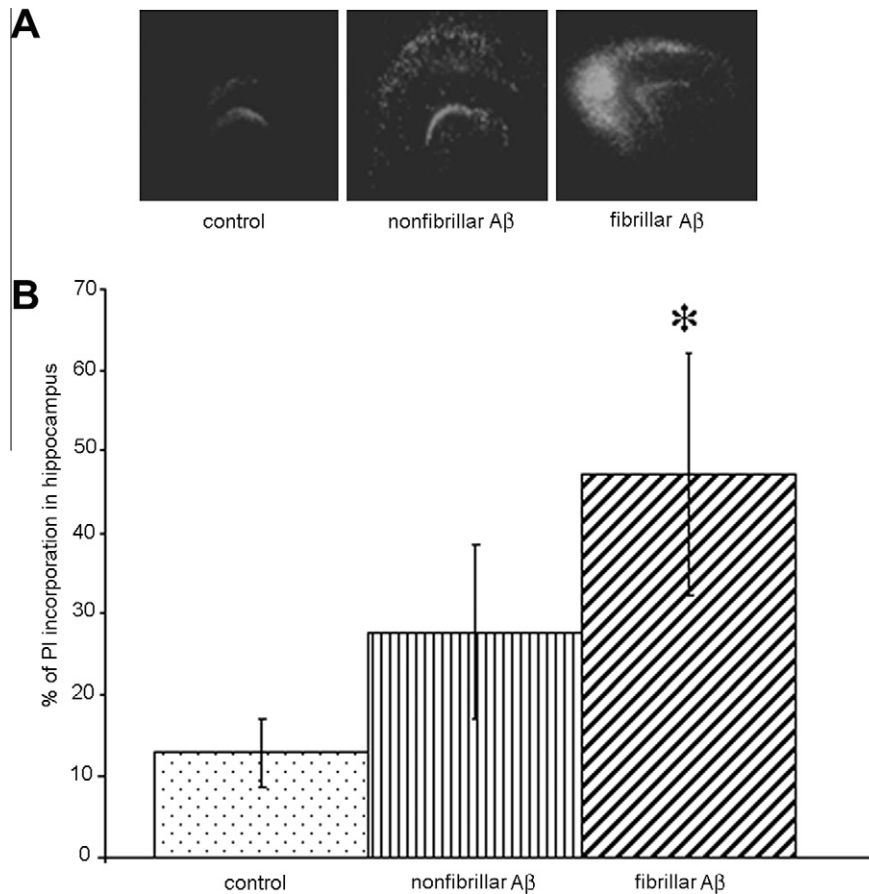 A
control nonfibrillar Aβ fibrillar Aβ
B
% of PI incorporation in hippocampus
70
60
50
40
30
20
10
0
*
control nonfibrillar Aβ fibrillar Aβ